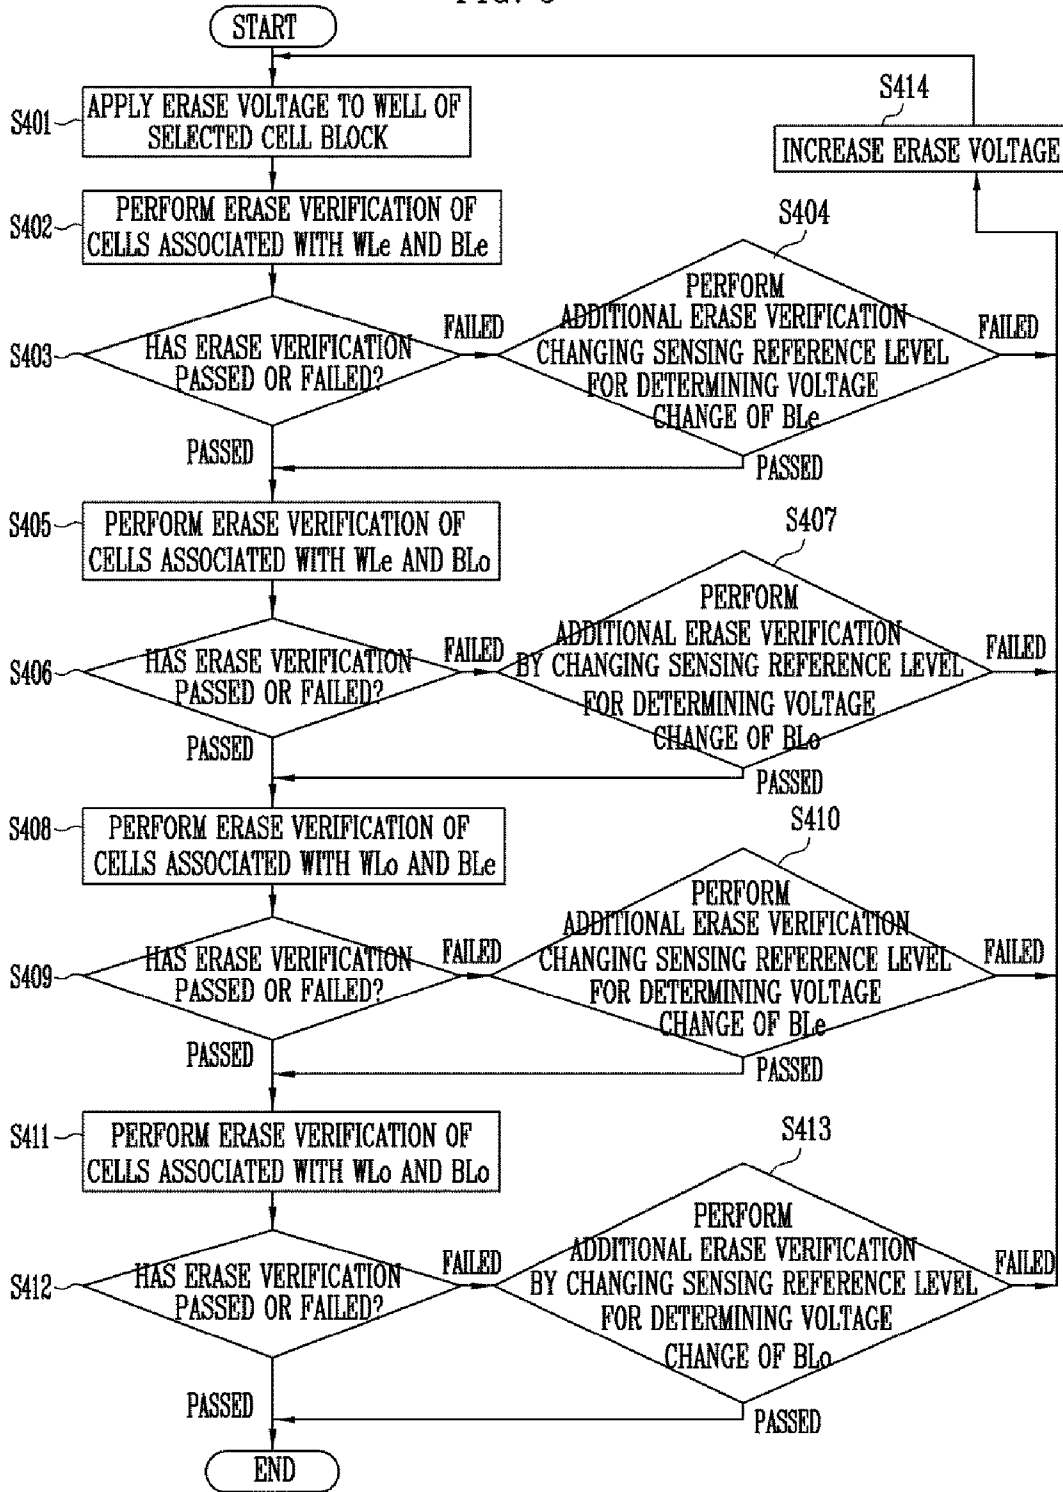 START
S401
APPLY ERASE VOLTAGE TO WELL OF
SELECTED CELL BLOCK
S414
INCREASE ERASE VOLTAGE
S402
PERFORM ERASE VERIFICATION OF
CELLS ASSOCIATED WITH WLe AND BLe
S403
HAS ERASE VERIFICATION
PASSED OR FAILED?
FAILED
PASSED
S404
PERFORM
ADDITIONAL ERASE VERIFICATION
CHANGING SENSING REFERENCE LEVEL
FOR DETERMINING VOLTAGE
CHANGE OF BLe
FAILED
PASSED
S405
PERFORM ERASE VERIFICATION OF
CELLS ASSOCIATED WITH WLe AND BLo
S406
HAS ERASE VERIFICATION
PASSED OR FAILED?
FAILED
PASSED
S407
PERFORM
ADDITIONAL ERASE VERIFICATION
BY CHANGING SENSING REFERENCE LEVEL
FOR DETERMINING VOLTAGE
CHANGE OF BLo
FAILED
PASSED
S408
PERFORM ERASE VERIFICATION OF
CELLS ASSOCIATED WITH WLo AND BLe
S409
HAS ERASE VERIFICATION
PASSED OR FAILED?
FAILED
PASSED
S410
PERFORM
ADDITIONAL ERASE VERIFICATION
CHANGING SENSING REFERENCE LEVEL
FOR DETERMINING VOLTAGE
CHANGE OF BLe
FAILED
PASSED
S411
PERFORM ERASE VERIFICATION OF
CELLS ASSOCIATED WITH WLo AND BLo
S412
HAS ERASE VERIFICATION
PASSED OR FAILED?
FAILED
PASSED
S413
PERFORM
ADDITIONAL ERASE VERIFICATION
BY CHANGING SENSING REFERENCE LEVEL
FOR DETERMINING VOLTAGE
CHANGE OF BLo
FAILED
PASSED
END